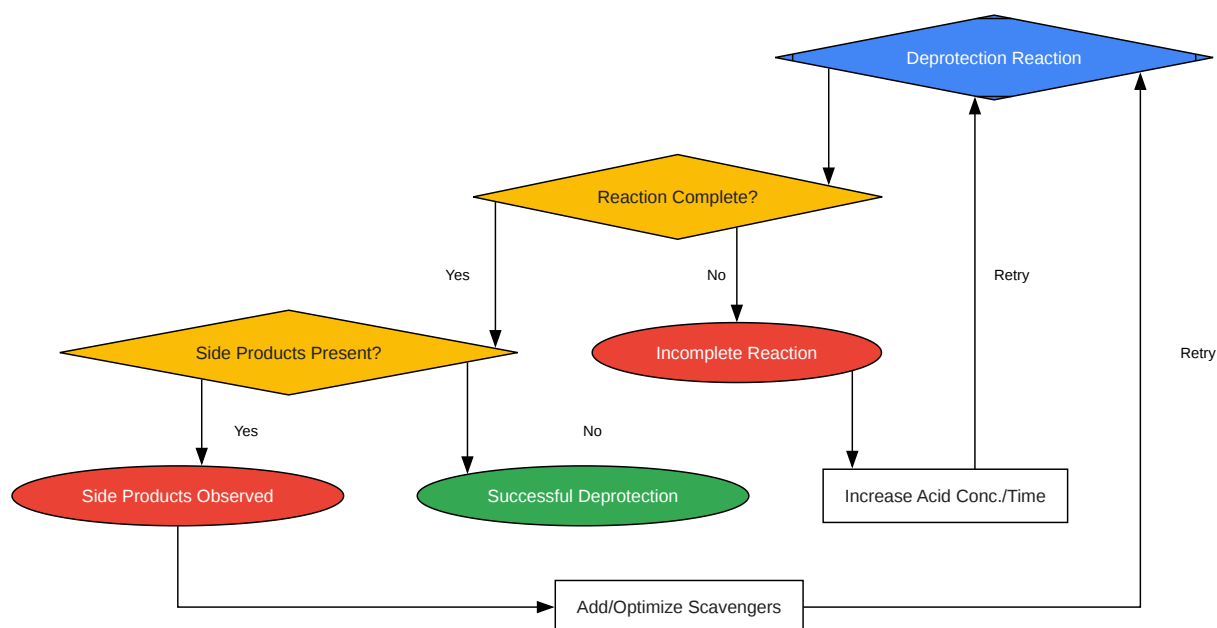 Deprotection Reaction
Reaction Complete?
Yes
No
Retry
Side Products Present?
Incomplete Reaction
Retry
Yes
No
Side Products Observed
Successful Deprotection
Increase Acid Conc./Time
Add/Optimize Scavengers